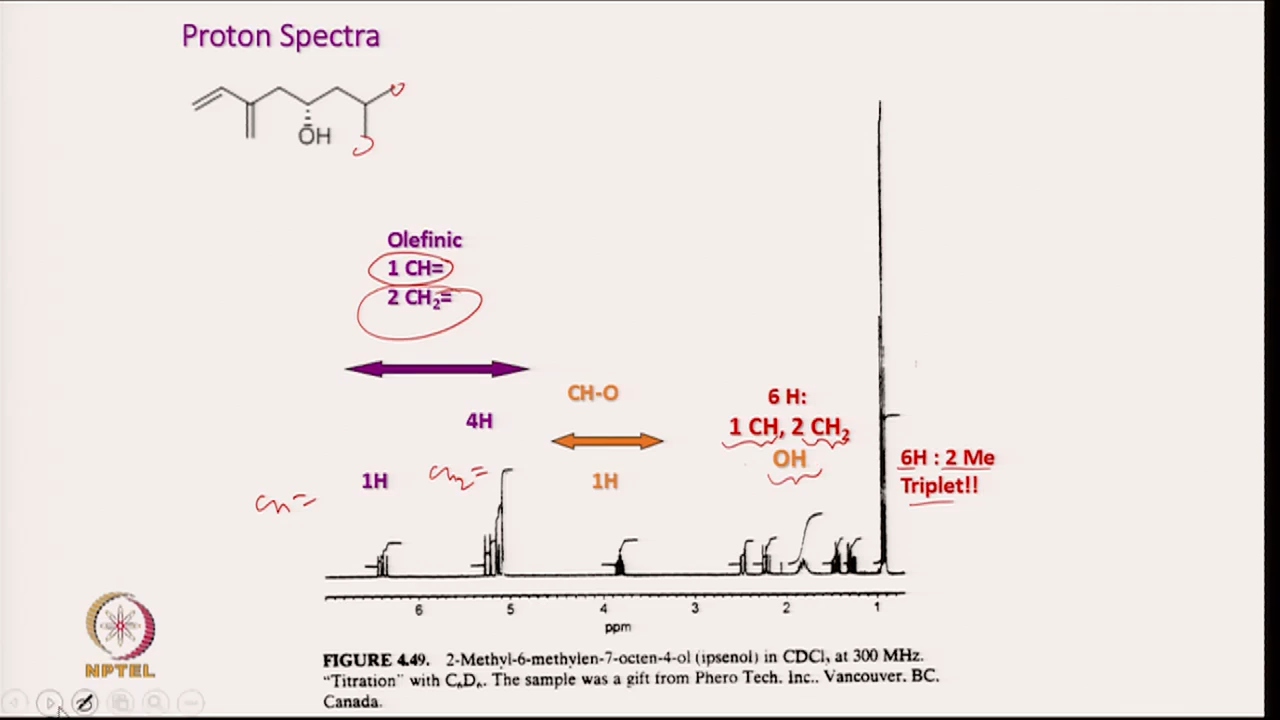 Proton Spectra
OH
Olefinic
1 CH=
2 CH₂=
CH-O
4H
6 H:
1 CH, 2 CH₂
OH
6H : 2 Me
Triplet!!
CH₂=
1H
1H
CH=
6 5 4 3 2 1
ppm
NPTEL
FIGURE 4.49. 2-Methyl-6-methylen-7-octen-4-ol (ipsenol) in CDCl, at 300 MHz.
"Titration" with C₆D₆. The sample was a gift from Phero Tech. Inc.. Vancouver. BC.
Canada.